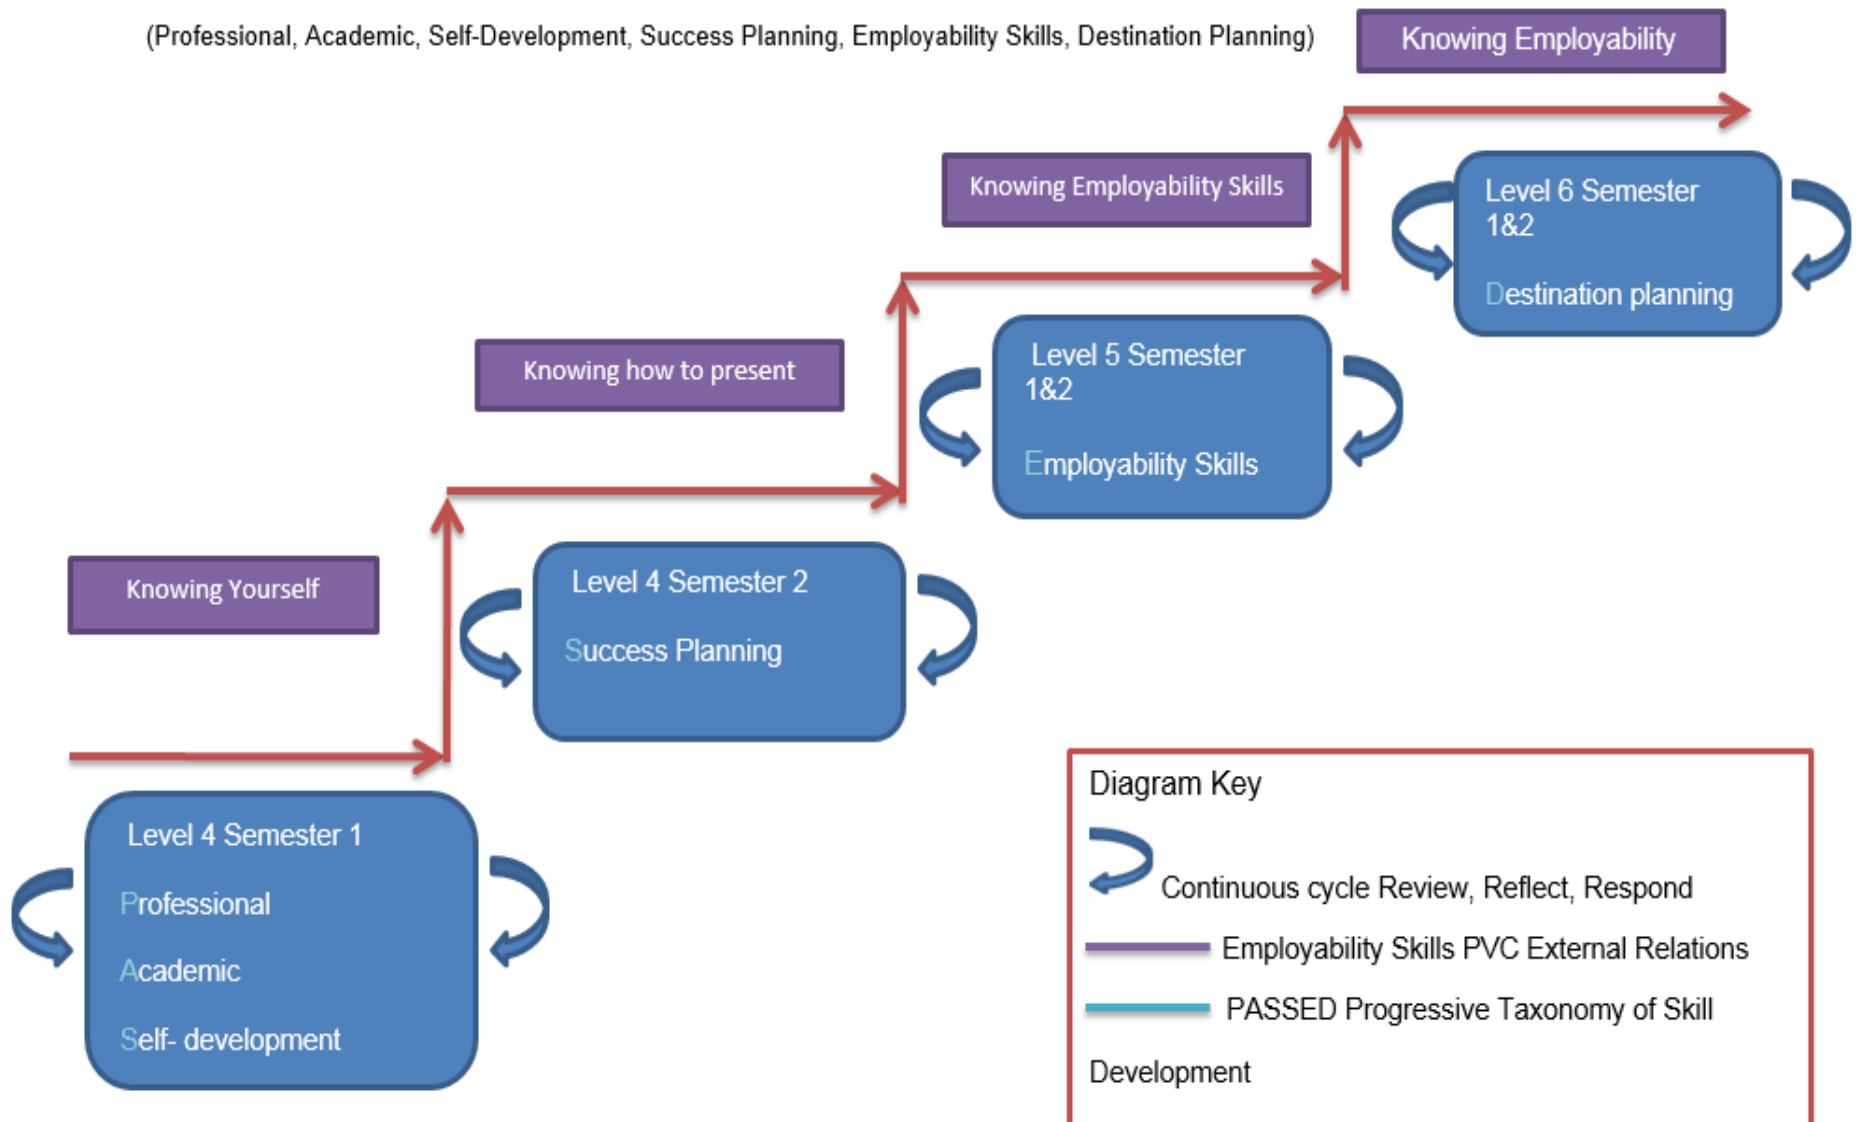 (Professional, Academic, Self-Development, Success Planning, Employability Skills, Destination Planning)
Knowing Employability
Knowing Employability Skills
Level 6 Semester
1&2
Destination planning
Knowing how to present
Level 5 Semester
1&2
Employability Skills
Knowing Yourself
Level 4 Semester 2
Success Planning
Level 4 Semester 1
Professional
Academic
Self- development
Diagram Key
Continuous cycle Review, Reflect, Respond
Employability Skills PVC External Relations
PASSED Progressive Taxonomy of Skill
Development